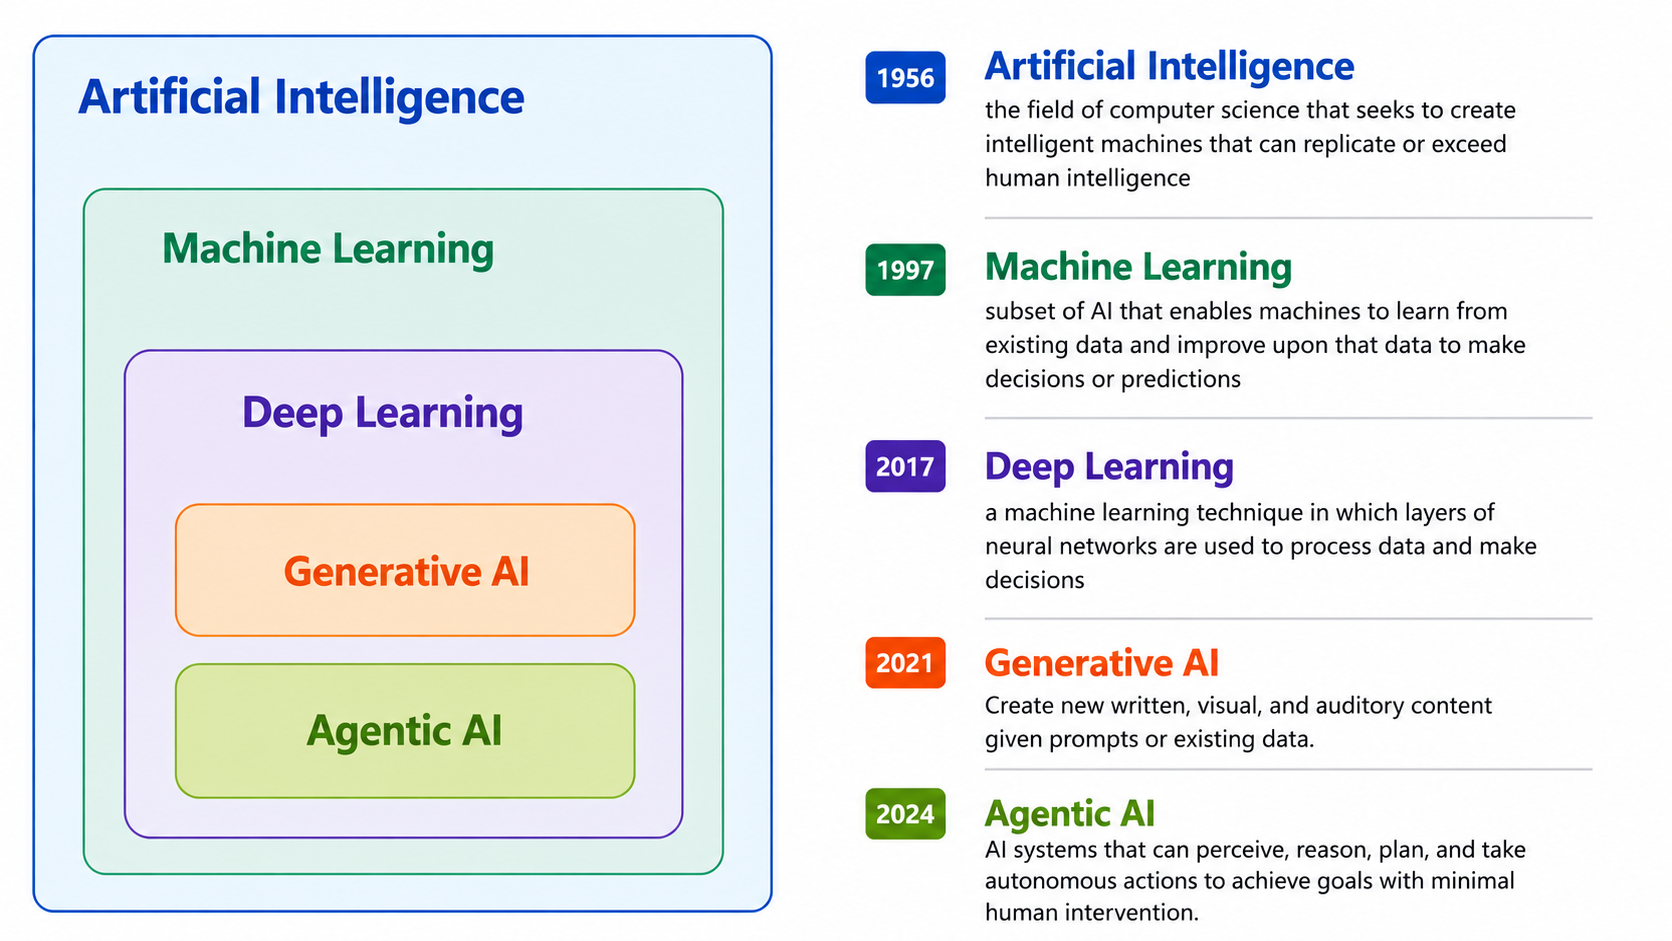 Artificial Intelligence
Machine Learning
Deep Learning
Generative AI
Agentic AI
1956
Artificial Intelligence
the field of computer science that seeks to create
intelligent machines that can replicate or exceed
human intelligence
1997
Machine Learning
subset of AI that enables machines to learn from
existing data and improve upon that data to make
decisions or predictions
2017
Deep Learning
a machine learning technique in which layers of
neural networks are used to process data and make
decisions
2021
Generative AI
Create new written, visual, and auditory content
given prompts or existing data.
2024
Agentic AI
AI systems that can perceive, reason, plan, and take
autonomous actions to achieve goals with minimal
human intervention.